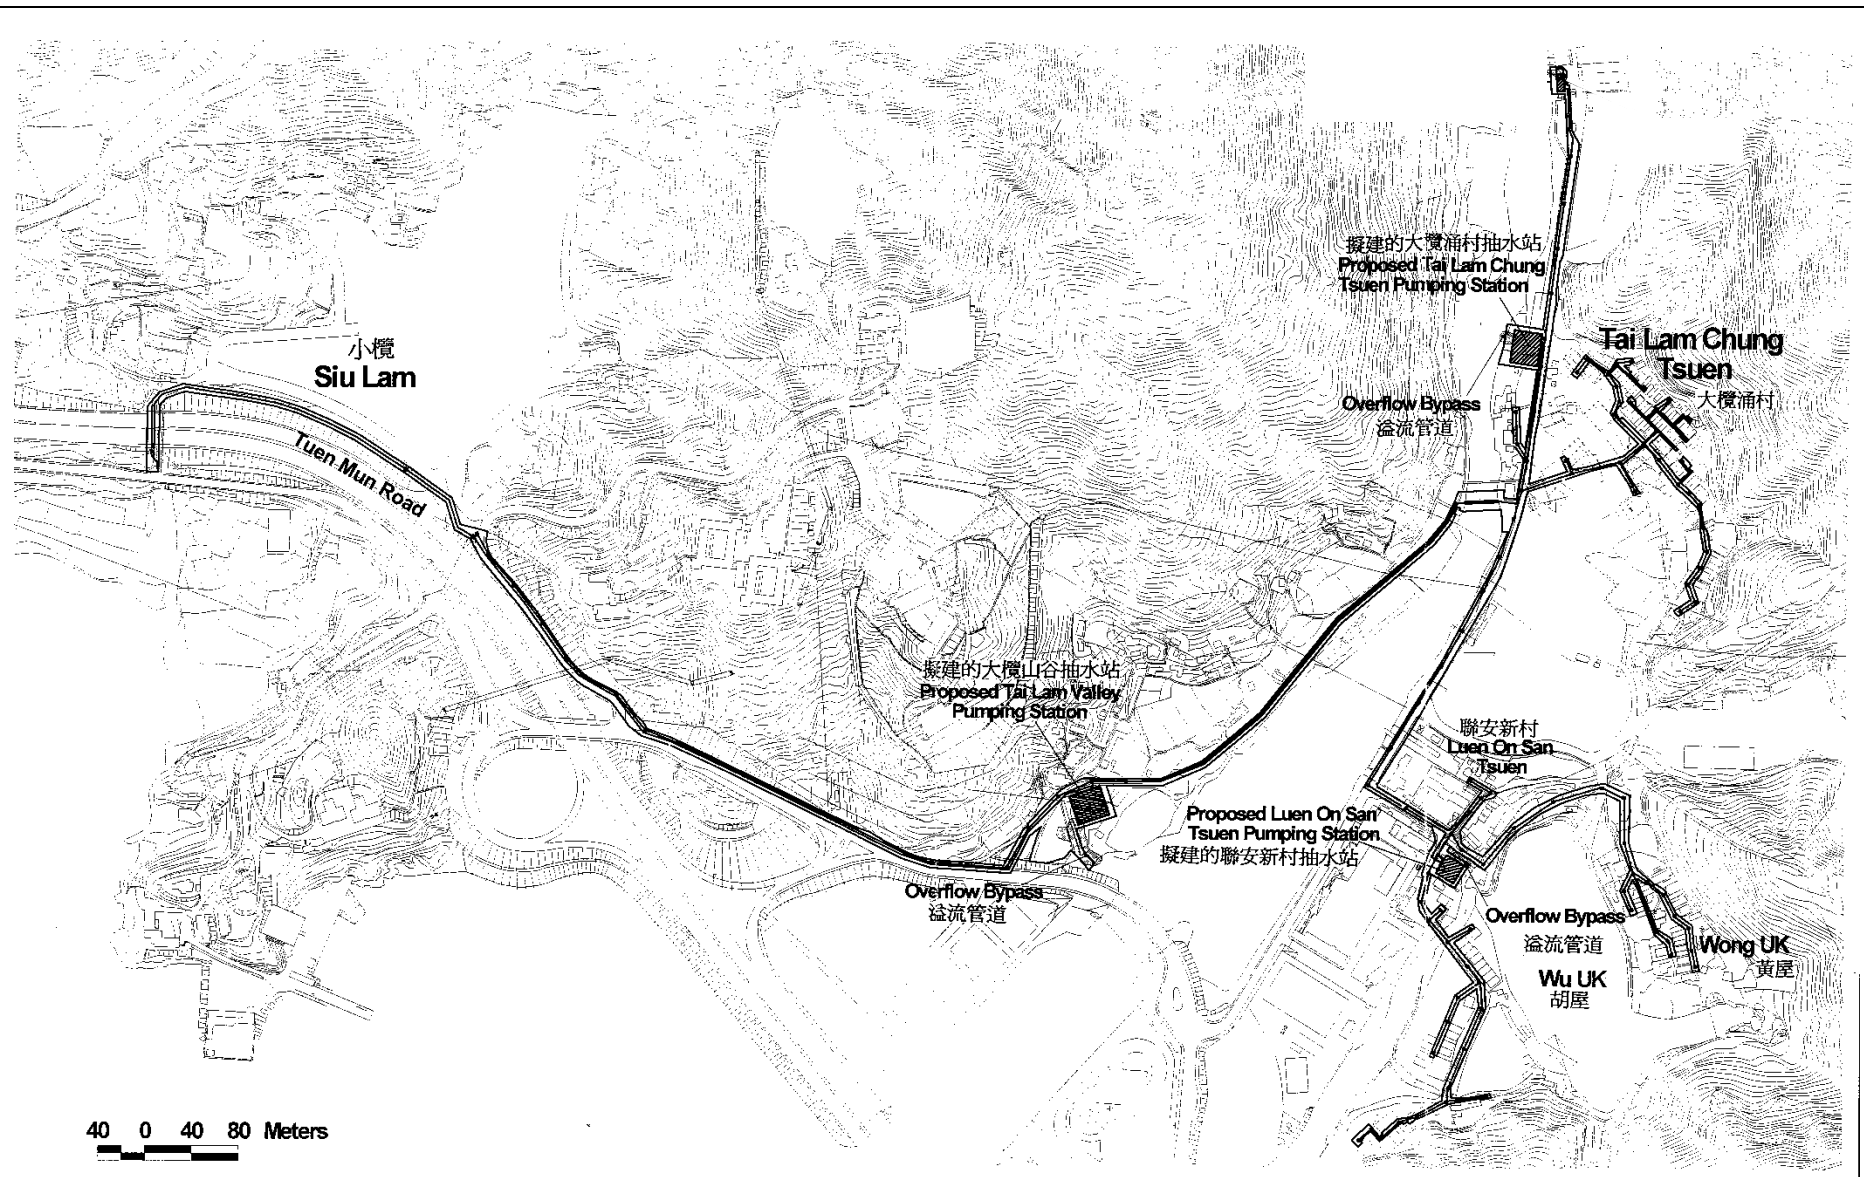 擬建的大欖涌村抽水站
Proposed Tai Lam Chung
Tsuen Pumping Station
小欖
Siu Lam
Tai Lam Chung
Tsuen
大欖涌村
Overflow Bypass
溢流管道
Tuen Mun Road
擬建的大欖山谷抽水站
Proposed Tai Lam Valley
Pumping Station
聯安新村
Luen On San
Tsuen
Proposed Luen On San
Tsuen Pumping Station
擬建的聯安新村抽水站
Overflow Bypass
溢流管道
Overflow Bypass
溢流管道
Wong UK
黃屋
Wu UK
胡屋
40 0 40 80 Meters